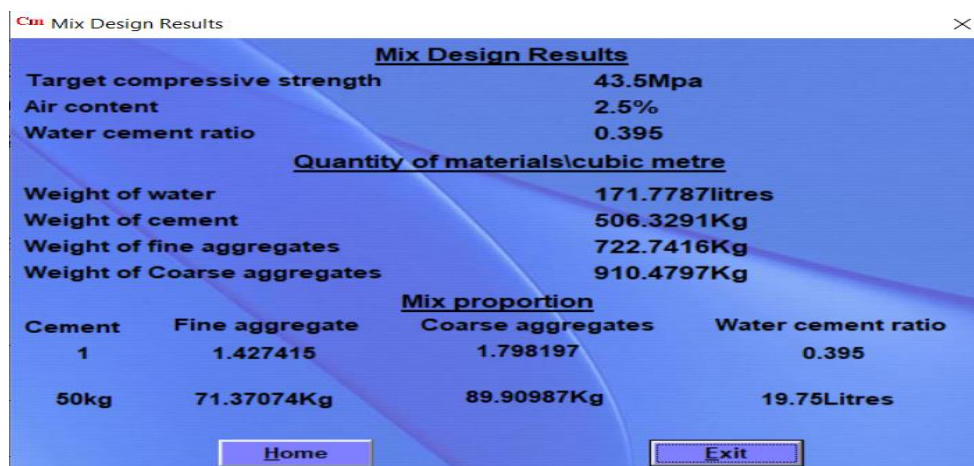 Cm Mix Design Results
Mix Design Results
Target compressive strength 43.5Mpa
Air content 2.5%
Water cement ratio 0.395
Quantity of materials\cubic metre
Weight of water 171.7787litres
Weight of cement 506.3291Kg
Weight of fine aggregates 722.7416Kg
Weight of Coarse aggregates 910.4797Kg
Mix proportion
Cement Fine aggregate Coarse aggregates Water cement ratio
1 1.427415 1.798197 0.395
50kg 71.37074Kg 89.90987Kg 19.75Litres
Home Exit